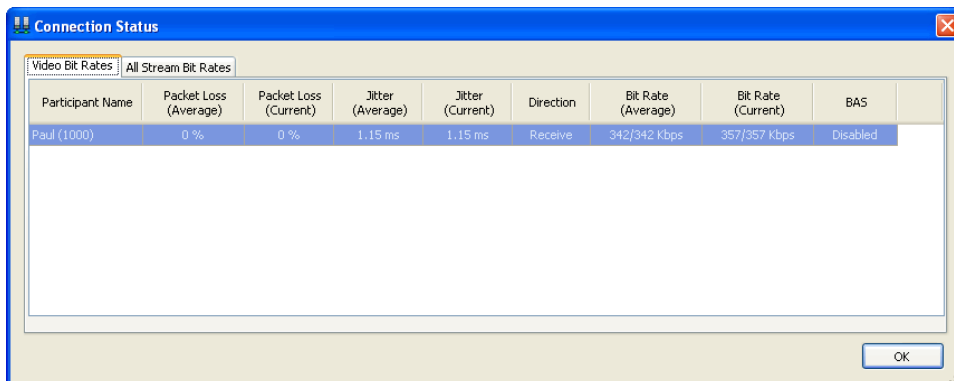 Connection Status
Video Bit Rates All Stream Bit Rates
Participant Name Packet Loss (Average) Packet Loss (Current) Jitter (Average) Jitter (Current) Direction Bit Rate (Average) Bit Rate (Current) BAS
Paul (1000) 0 % 0 % 1.15 ms 1.15 ms Receive 342/342 Kbps 357/357 Kbps Disabled
OK